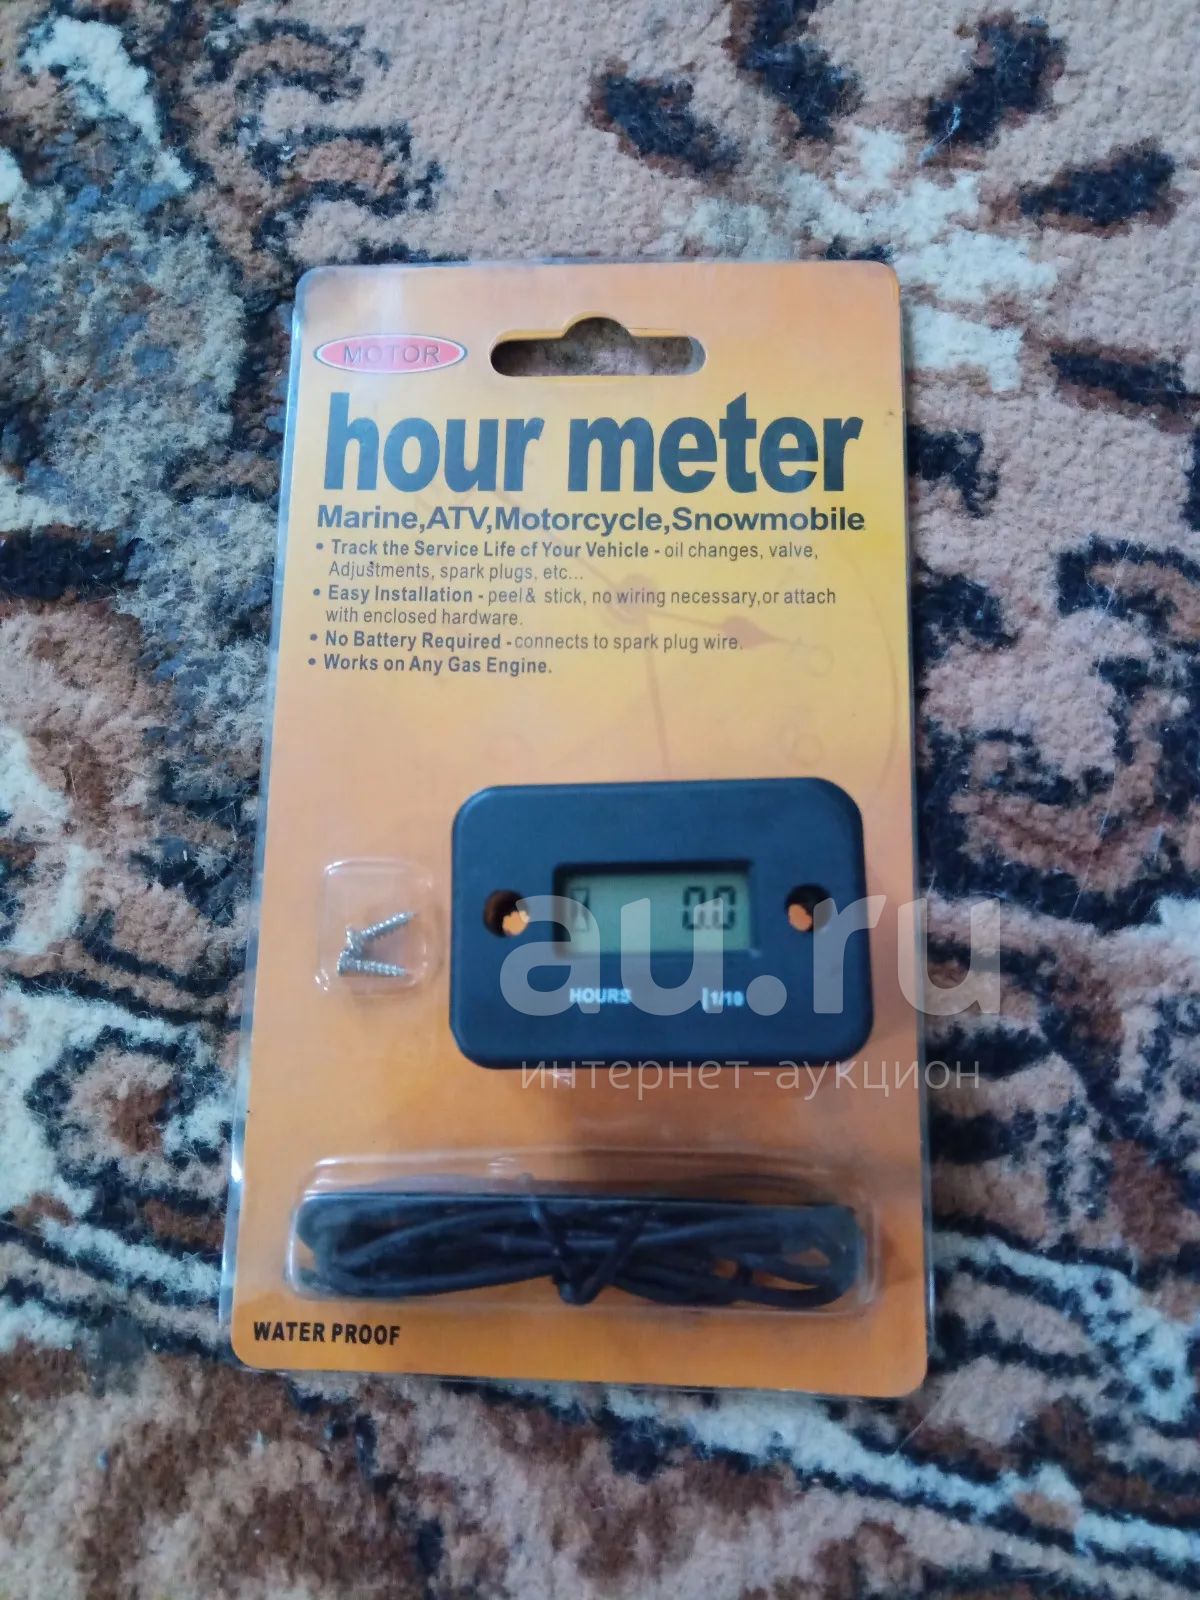 MOTOR
hour meter
Marine,ATV,Motorcycle,Snowmobile
• Track the Service Life of Your Vehicle - oil changes, valve,
Adjustments, spark plugs, etc...
• Easy Installation - peel& stick, no wiring necessary,or attach
with enclosed hardware.
• No Battery Required -connects to spark plug wire.
• Works on Any Gas Engine.
0.0
HOURS 1/10
au.ru
интернет-аукцион
WATER PROOF